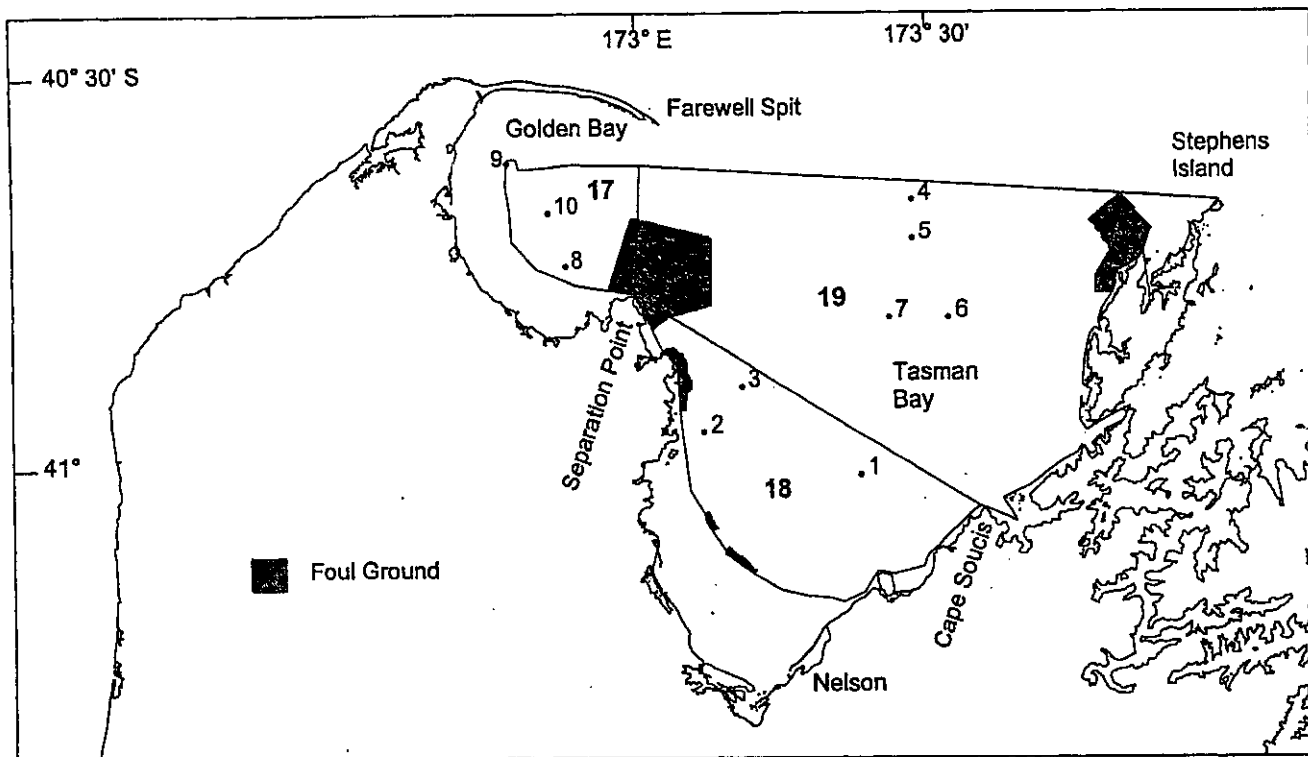 173° E
173° 30'
40° 30' S
Farewell Spit
Golden Bay
Stephens
Island
9
17
10
4
5
8
19
7
6
Separation Point
Tasman
Bay
3
2
41°
1
18
Foul Ground
Cape Soucis
Nelson